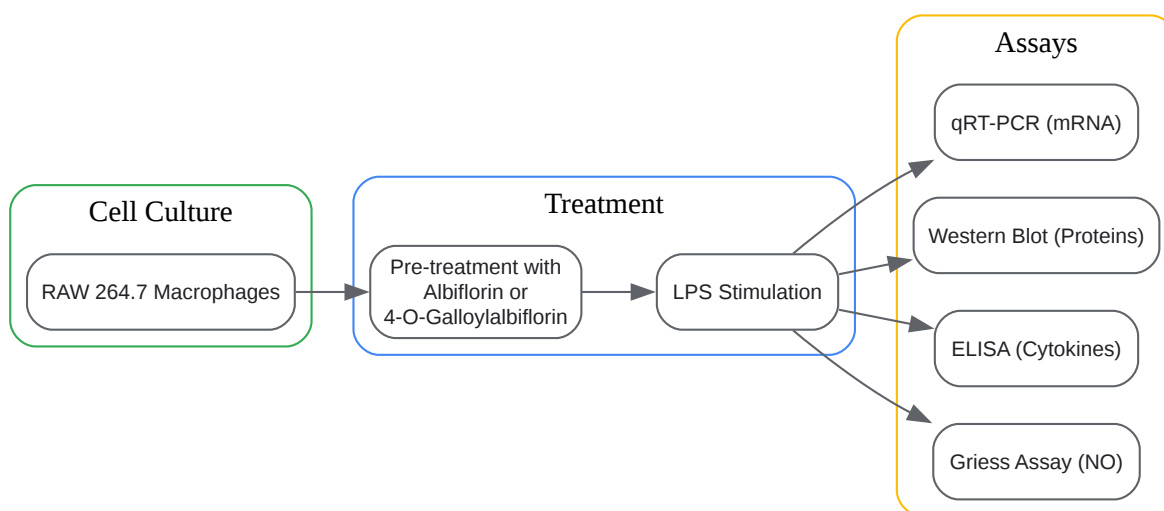 Cell Culture
RAW 264.7 Macrophages
Treatment
Pre-treatment with
Albiflorin or
4-O-Galloylalbiflorin
LPS Stimulation
Assays
qRT-PCR (mRNA)
Western Blot (Proteins)
ELISA (Cytokines)
Griess Assay (NO)